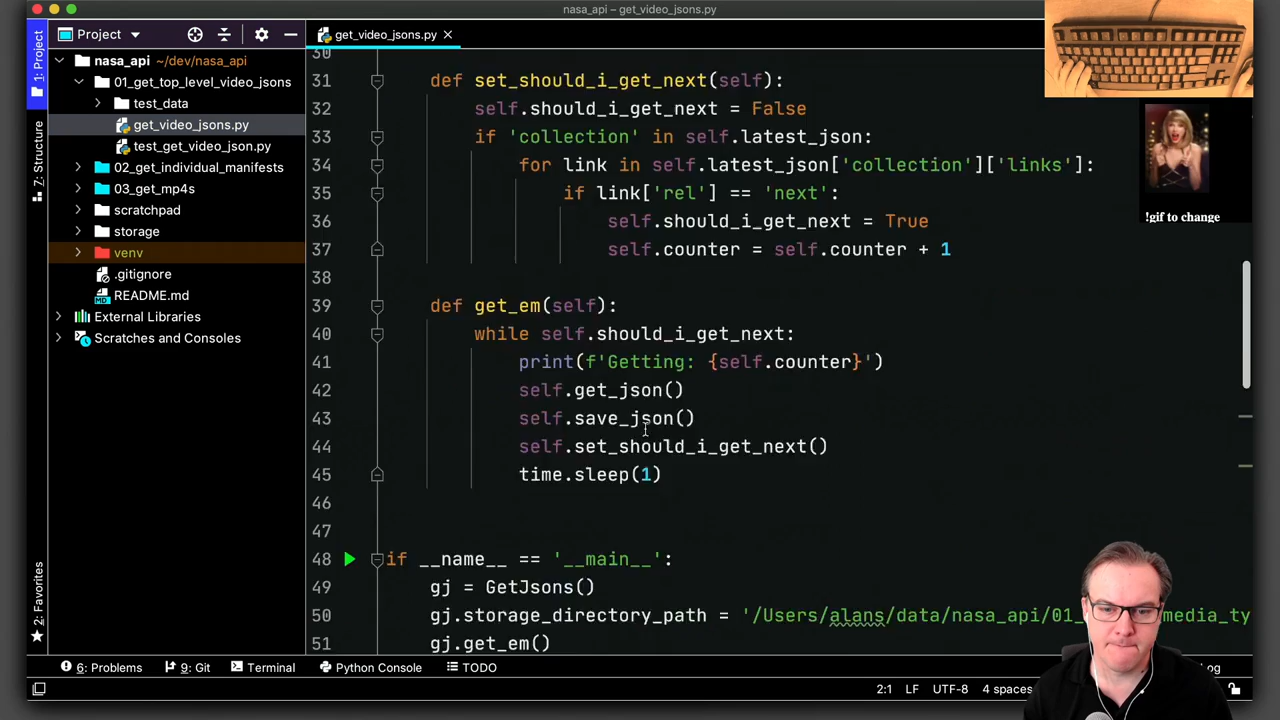 nasa_api – get_video_jsons.py
Project
get_video_jsons.py
1: Project
7: Structure
2: Favorites
nasa_api ~/dev/nasa_api
01_get_top_level_video_jsons
test_data
get_video_jsons.py
test_get_video_json.py
02_get_individual_manifests
03_get_mp4s
scratchpad
storage
venv
.gitignore
README.md
External Libraries
Scratches and Consoles
30
31 def set_should_i_get_next(self):
32 self.should_i_get_next = False
33 if 'collection' in self.latest_json:
34 for link in self.latest_json['collection']['links']:
35 if link['rel'] == 'next':
36 self.should_i_get_next = True
37 self.counter = self.counter + 1
38
39 def get_em(self):
40 while self.should_i_get_next:
41 print(f'Getting: {self.counter}')
42 self.get_json()
43 self.save_json()
44 self.set_should_i_get_next()
45 time.sleep(1)
46
47
48 if __name__ == '__main__':
49 gj = GetJsons()
50 gj.storage_directory_path = '/Users/alans/data/nasa_api/01_ media_ty
51 gj.get_em()
!gif to change
6: Problems 9: Git Terminal Python Console TODO
2:1 LF UTF-8 4 spaces